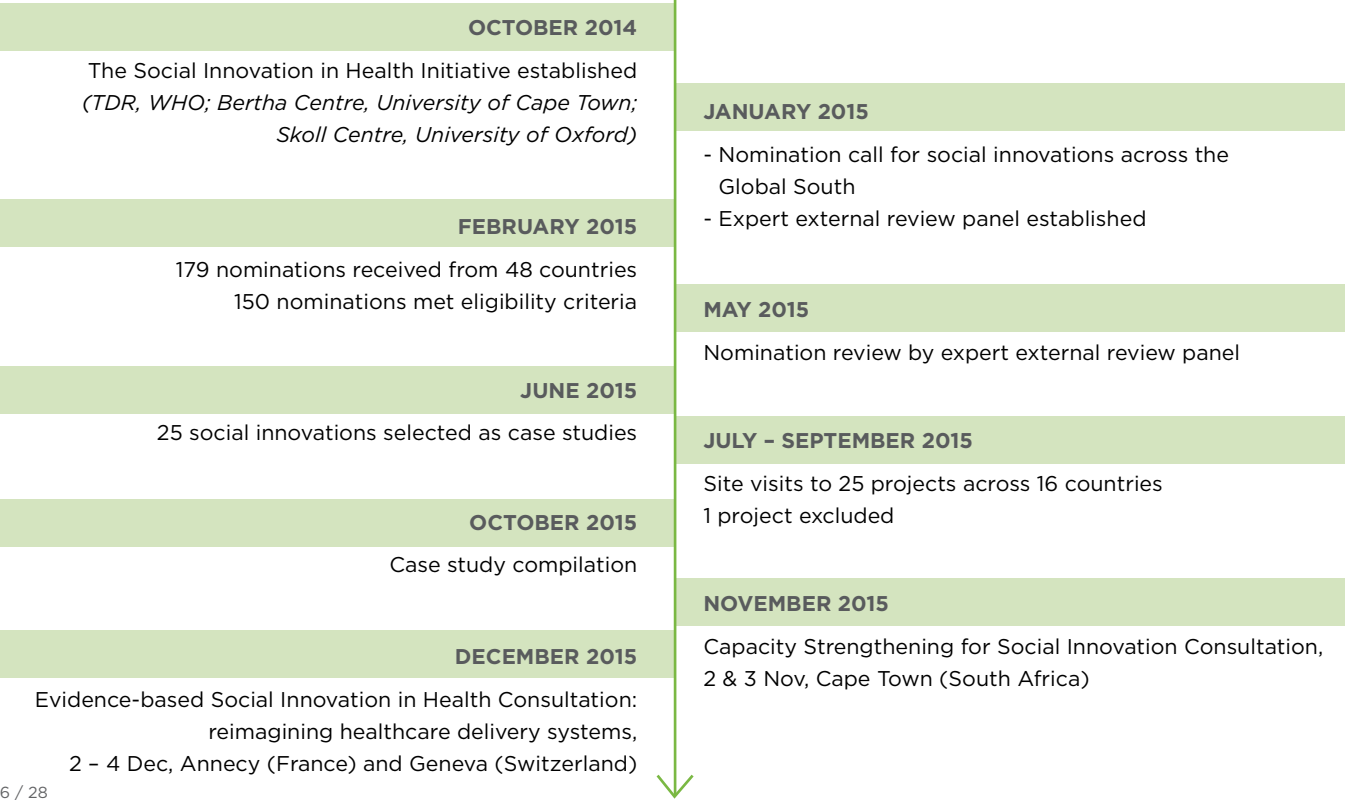 OCTOBER 2014
The Social Innovation in Health Initiative established
(TDR, WHO; Bertha Centre, University of Cape Town;
Skoll Centre, University of Oxford)
JANUARY 2015
- Nomination call for social innovations across the
Global South
- Expert external review panel established
FEBRUARY 2015
179 nominations received from 48 countries
150 nominations met eligibility criteria
MAY 2015
Nomination review by expert external review panel
JUNE 2015
25 social innovations selected as case studies
JULY – SEPTEMBER 2015
Site visits to 25 projects across 16 countries
1 project excluded
OCTOBER 2015
Case study compilation
NOVEMBER 2015
Capacity Strengthening for Social Innovation Consultation,
2 & 3 Nov, Cape Town (South Africa)
DECEMBER 2015
Evidence-based Social Innovation in Health Consultation:
reimagining healthcare delivery systems,
2 – 4 Dec, Annecy (France) and Geneva (Switzerland)
6 / 28